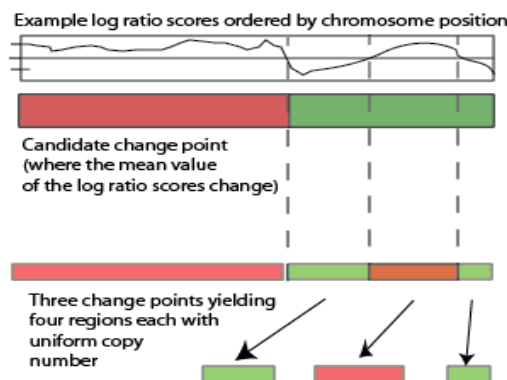 Example log ratio scores ordered by chromosome position
Candidate change point
(where the mean value
of the log ratio scores change)
Three change points yielding
four regions each with
uniform copy
number